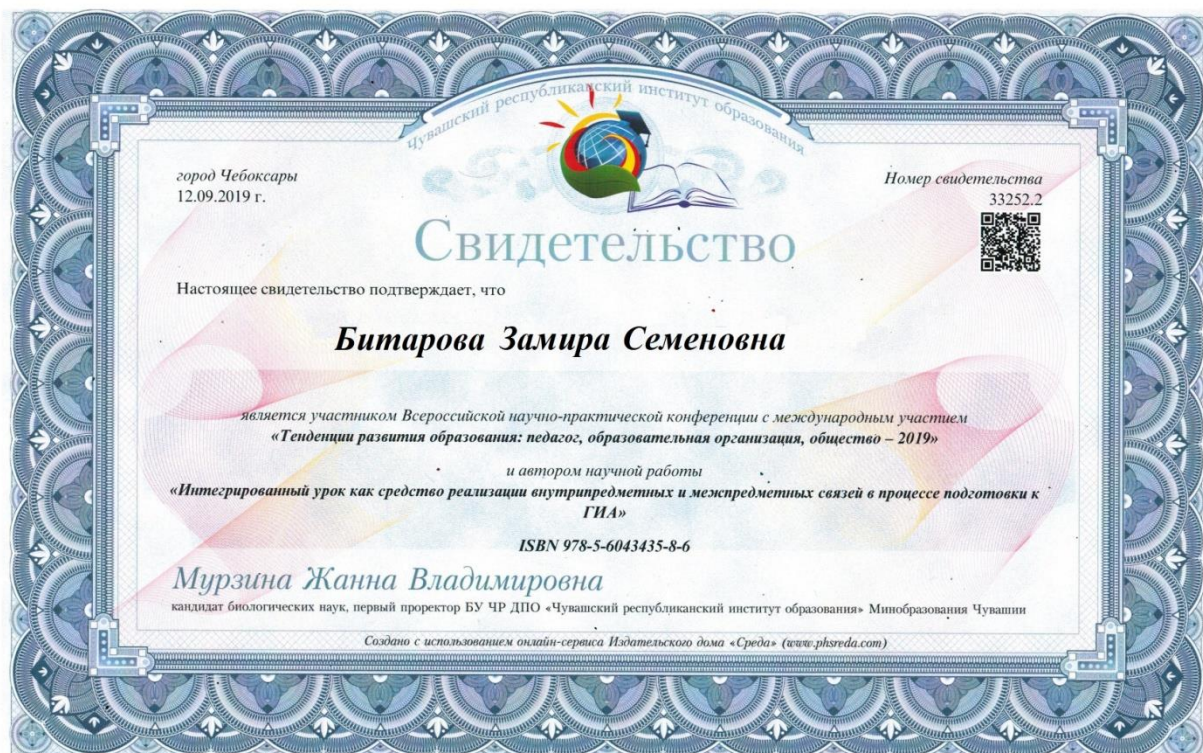 Чувашский республиканский институт образования
город Чебоксары
12.09.2019 г.
Номер свидетельства
33252.2
Свидетельство
Настоящее свидетельство подтверждает, что
Битарова Замира Семеновна
является участником Всероссийской научно-практической конференции с международным участием
«Тенденции развития образования: педагог, образовательная организация, общество – 2019»
и автором научной работы
«Интегрированный урок как средство реализации внутрипредметных и межпредметных связей в процессе подготовки к
ГИА»
ISBN 978-5-6043435-8-6
Мурзина Жанна Владимировна
кандидат биологических наук, первый проректор БУ ЧР ДПО «Чувашский республиканский институт образования» Минобразования Чувашии
Создано с использованием онлайн-сервиса Издательского дома «Среда» (www.phsreda.com)